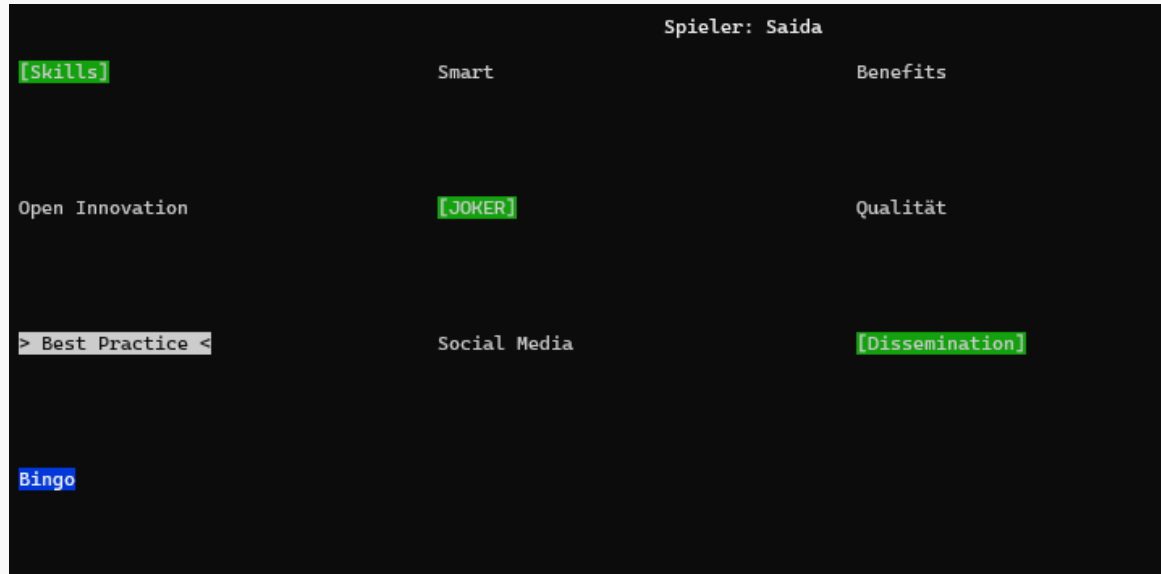 Spieler: Saida
[Skills] Smart Benefits
Open Innovation [JOKER] Qualität
> Best Practice < Social Media [Dissemination]
Bingo